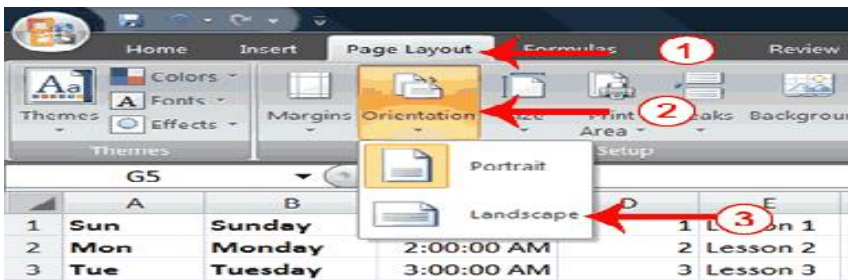 Home Insert Page Layout Formulas 1 Review
Colors
Aa
A Fonts
Themes Effects Margins Orientation 2
Print Area
Themes Setup
Portrait
G5
Landscape 3
A B D E
1 Sun Sunday 1 Lesson 1
2 Mon Monday 2:00:00 AM 2 Lesson 2
3 Tue Tuesday 3:00:00 AM 3 Lesson 3